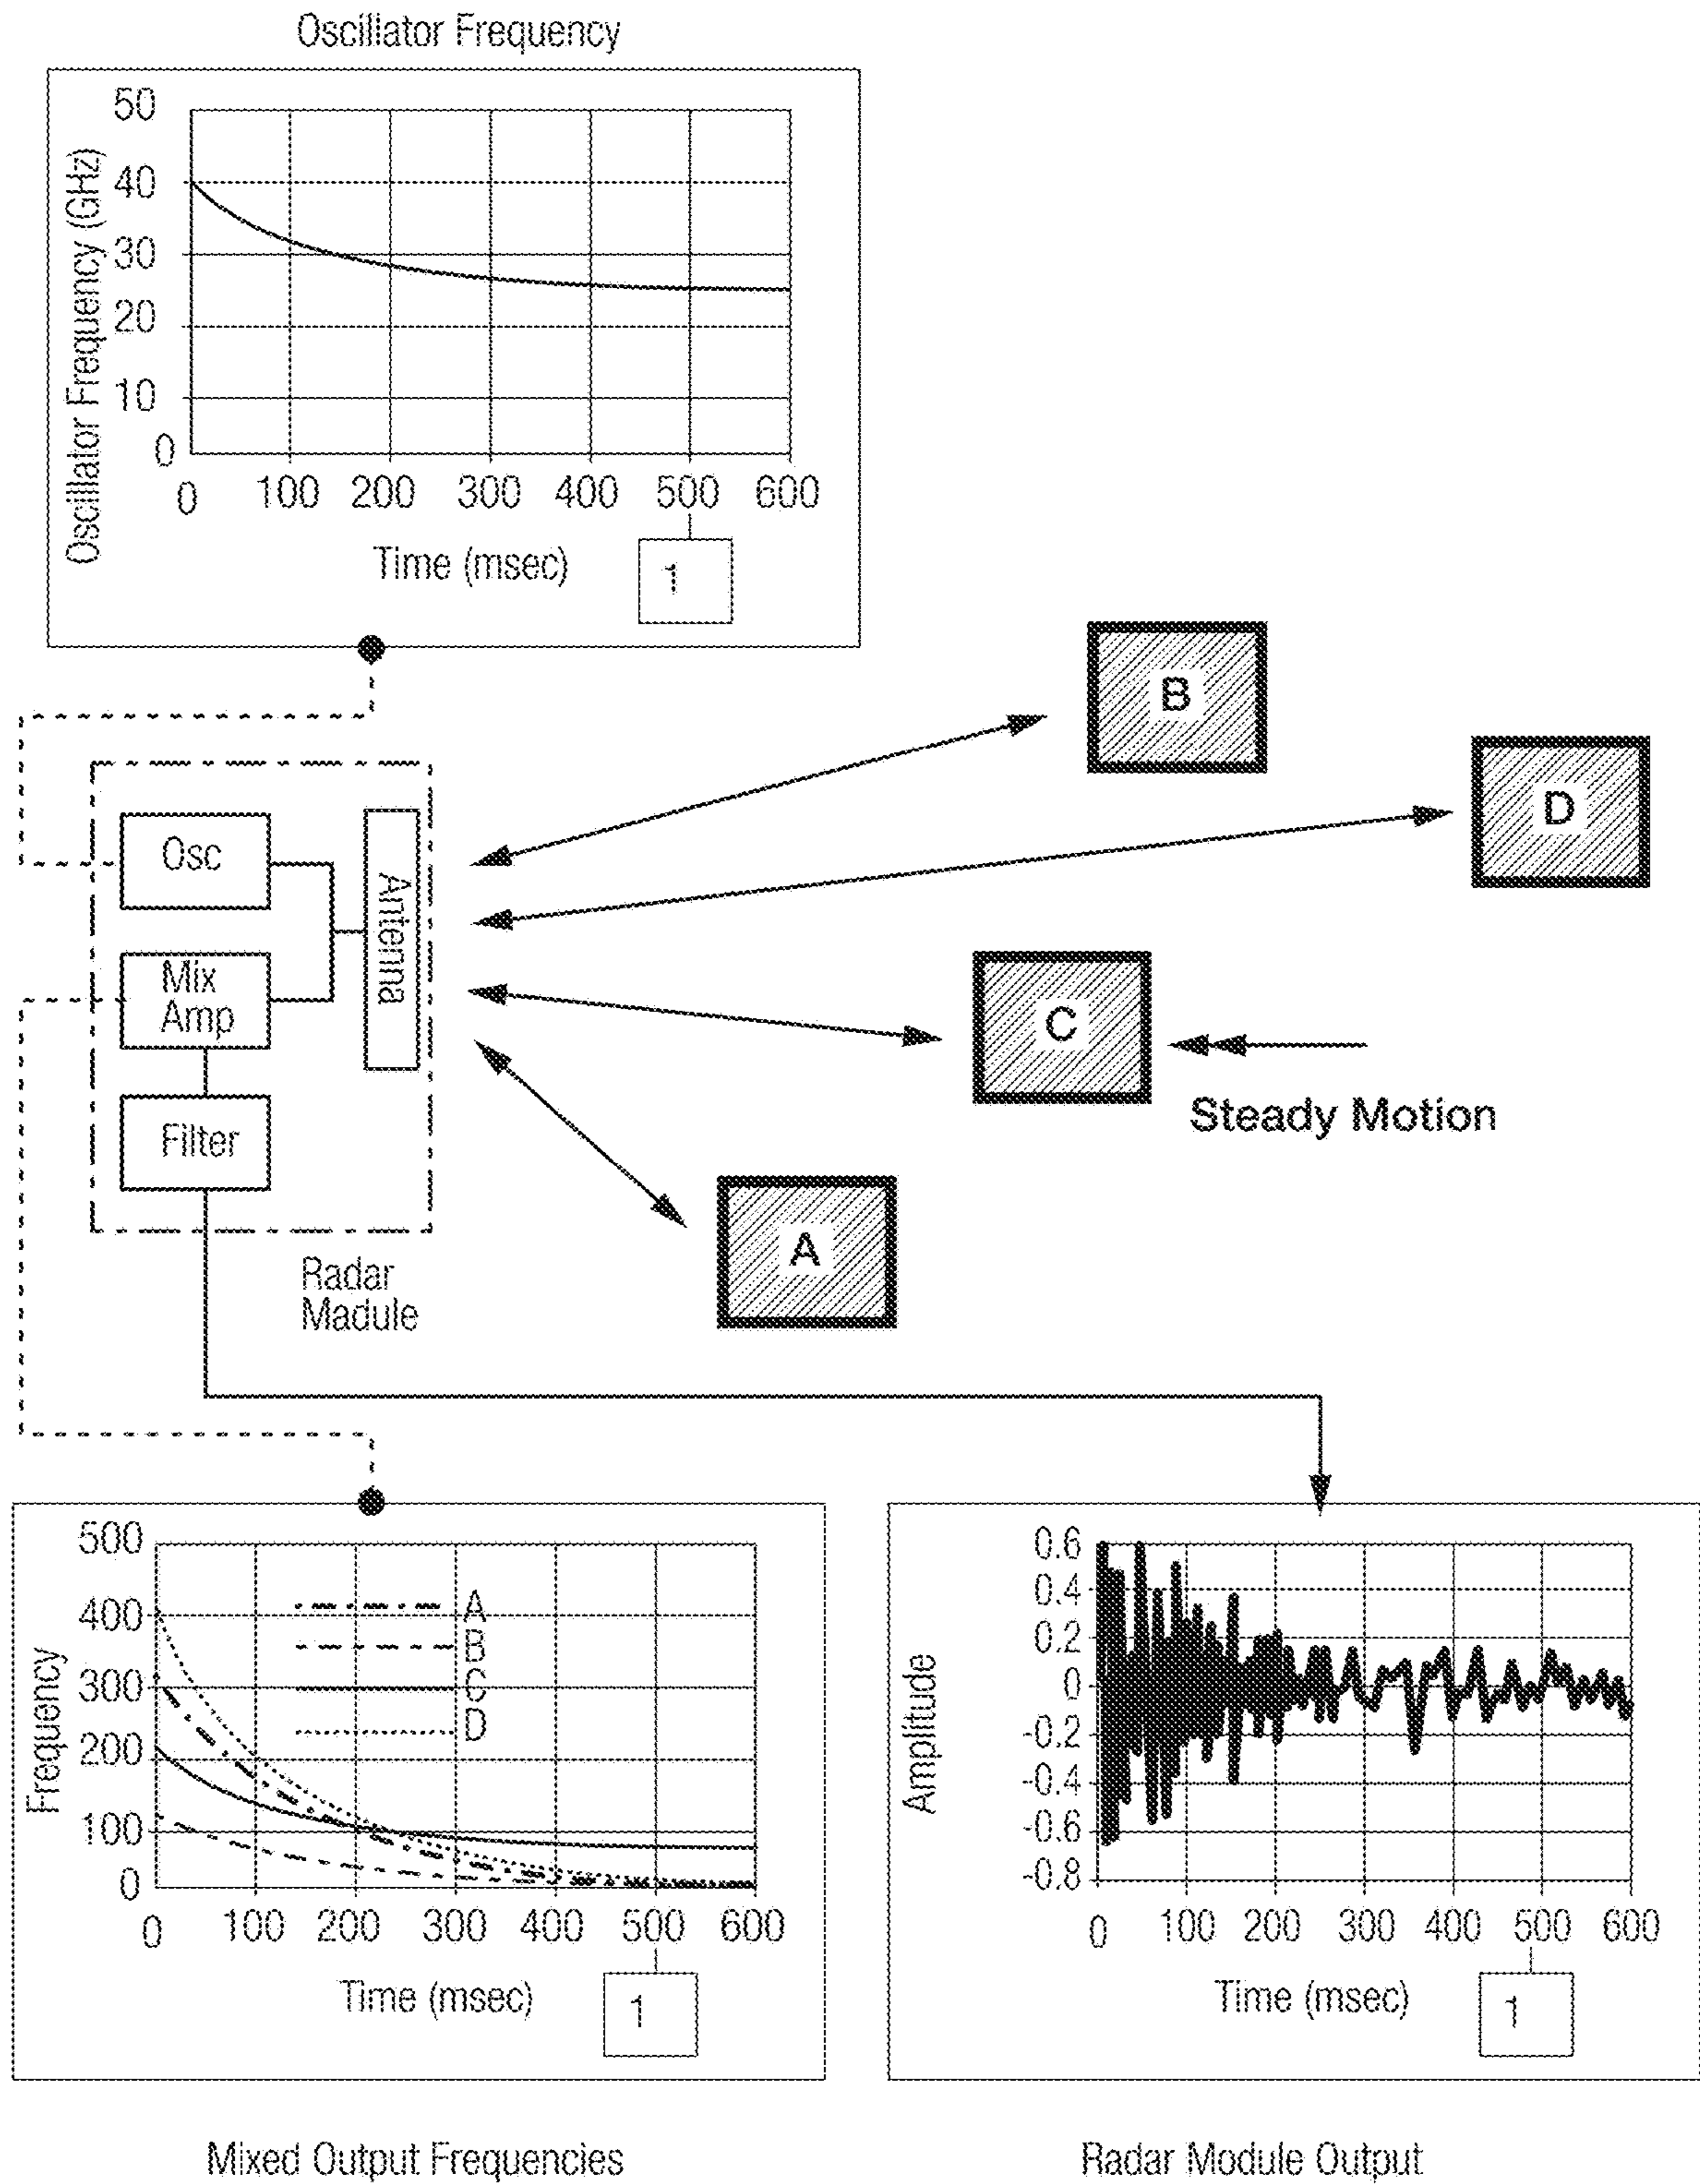 Oscillator Frequency
Oscillator Frequency (GHz)
50
40
30
20
10
0
0 100 200 300 400 500 600
Time (msec)
1
B
D
Osc
Antenna
Mix
Amp
C
Steady Motion
Filter
A
Radar
Madule
Frequency
500
400
300
200
100
0
A
B
C
D
0 100 200 300 400 500 600
Time (msec)
1
Amplitude
0.6
0.4
0.2
0
-0.2
-0.4
-0.6
-0.8
0 100 200 300 400 500 600
Time (msec)
1
Mixed Output Frequencies
Radar Module Output